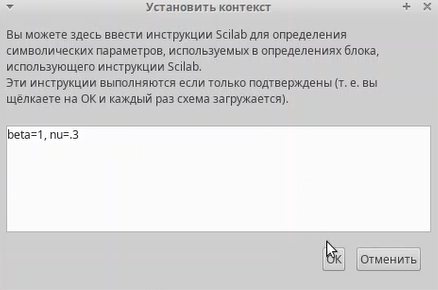 Установить контекст
Вы можете здесь ввести инструкции Scilab для определения
символических параметров, используемых в определениях блока,
использующего инструкции Scilab.
Эти инструкции выполняются если только подтверждены (т. е. вы
щёлкаете на ОК и каждый раз схема загружается).
beta=1, nu=.3
ОК
Отменить